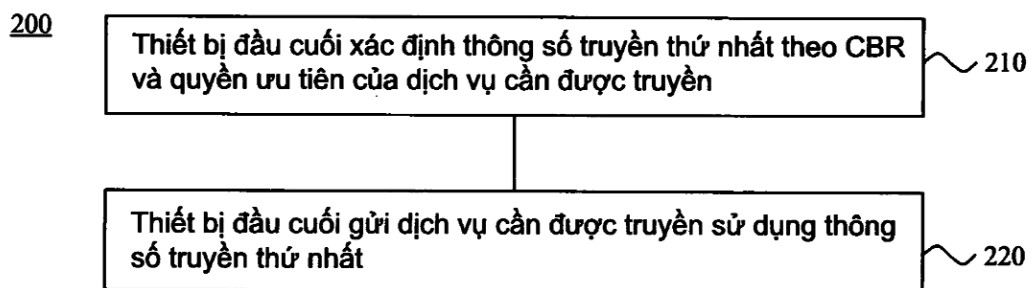 200
Thiết bị đầu cuối xác định thông số truyền thứ nhất theo CBR
và quyền ưu tiên của dịch vụ cần được truyền
210
Thiết bị đầu cuối gửi dịch vụ cần được truyền sử dụng thông
số truyền thứ nhất
220